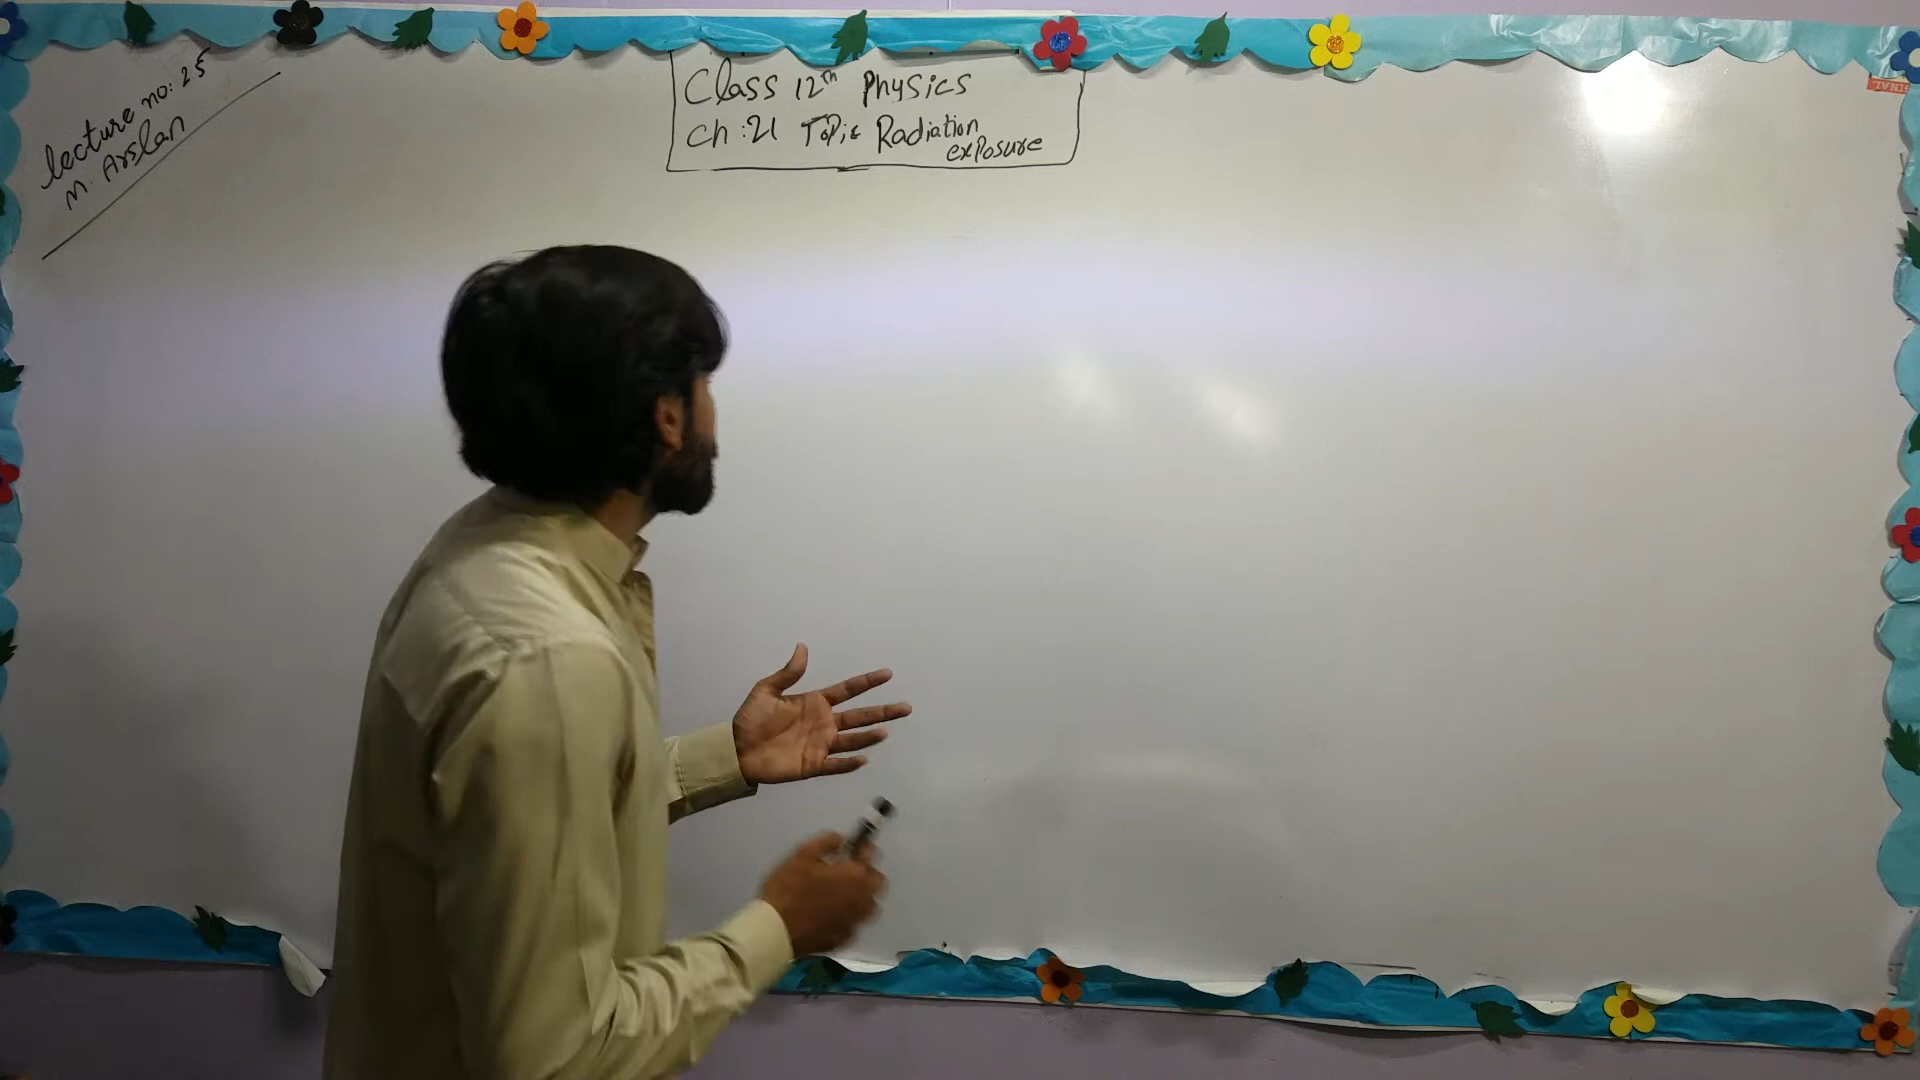 lecture no: 25
M. Arslan
Class 12th Physics
Ch: 21 Topic Radiation
exposure